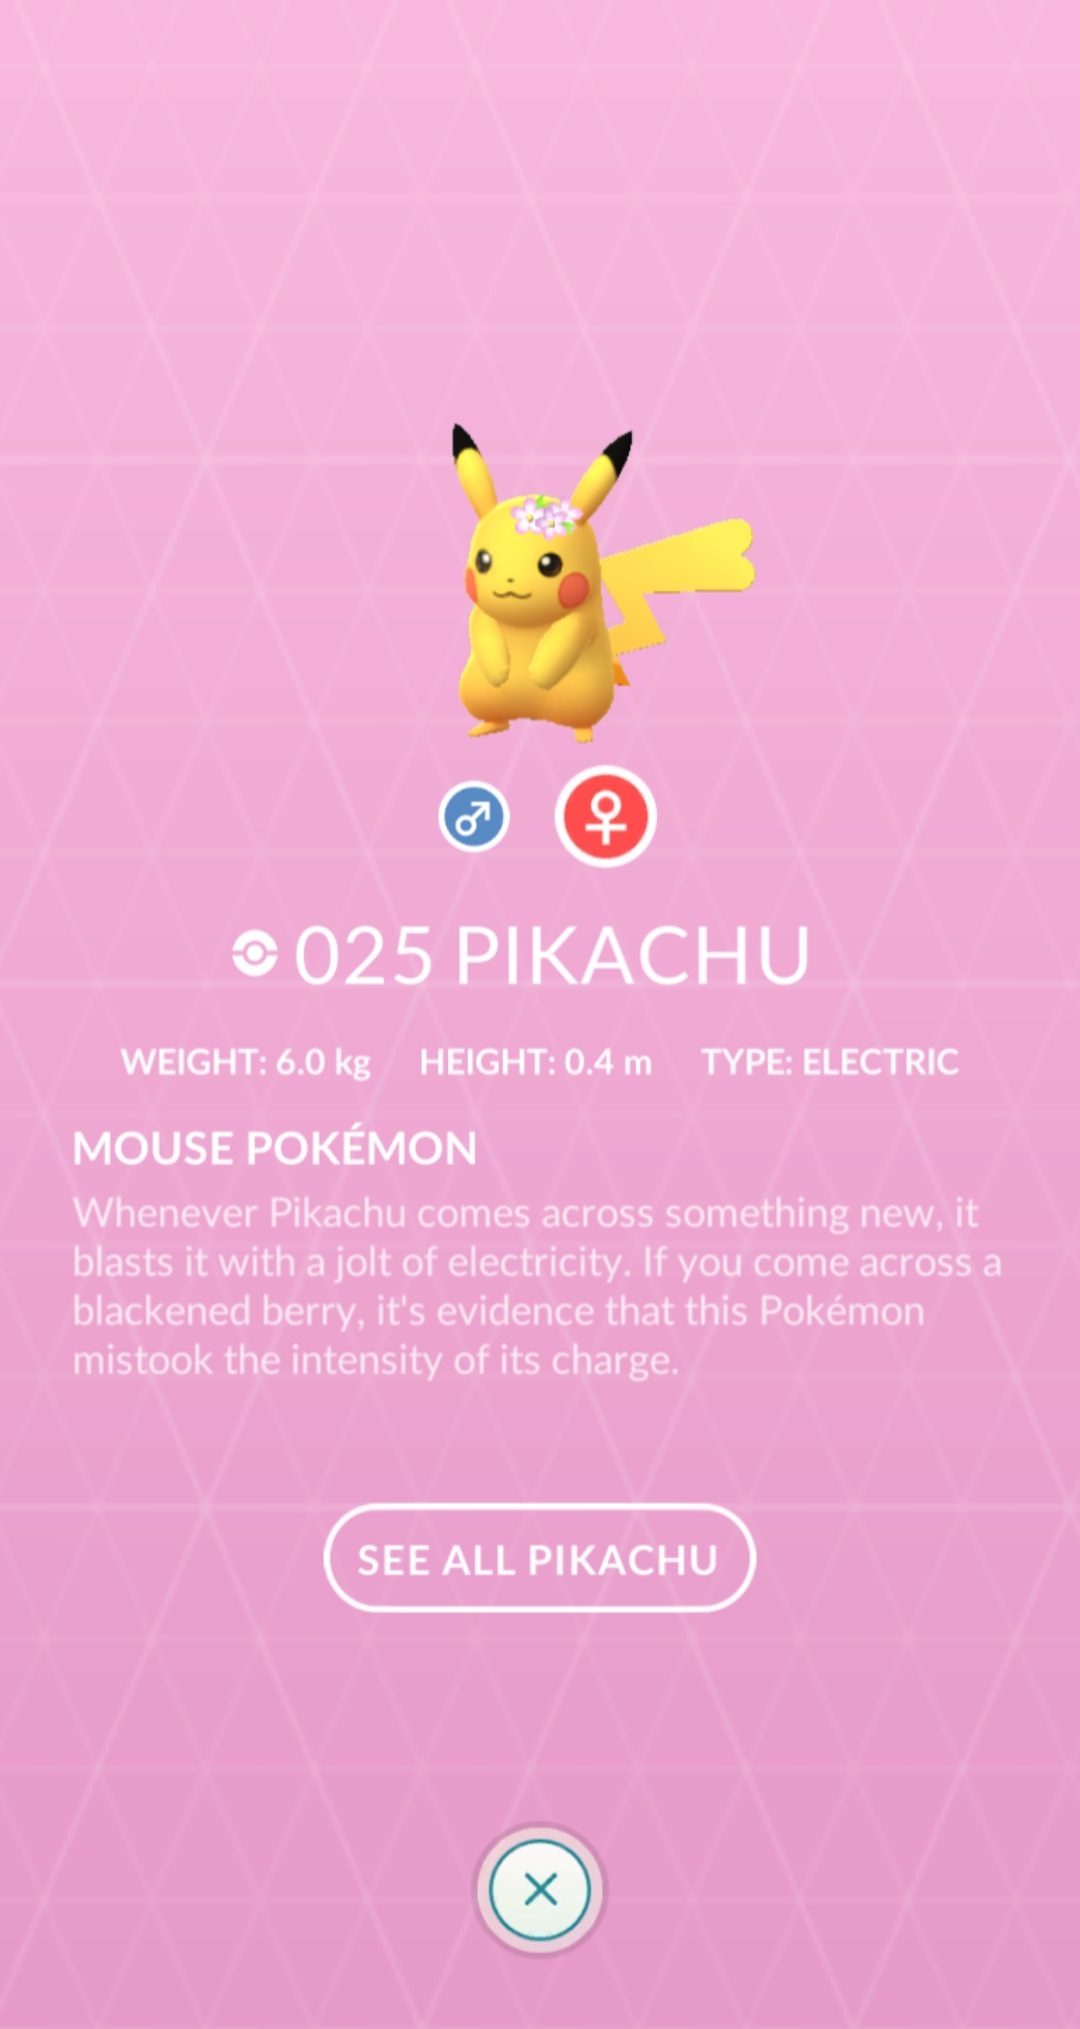 025 PIKACHU
WEIGHT: 6.0 kg HEIGHT: 0.4 m TYPE: ELECTRIC
MOUSE POKÉMON
Whenever Pikachu comes across something new, it
blasts it with a jolt of electricity. If you come across a
blackened berry, it's evidence that this Pokémon
mistook the intensity of its charge.
SEE ALL PIKACHU